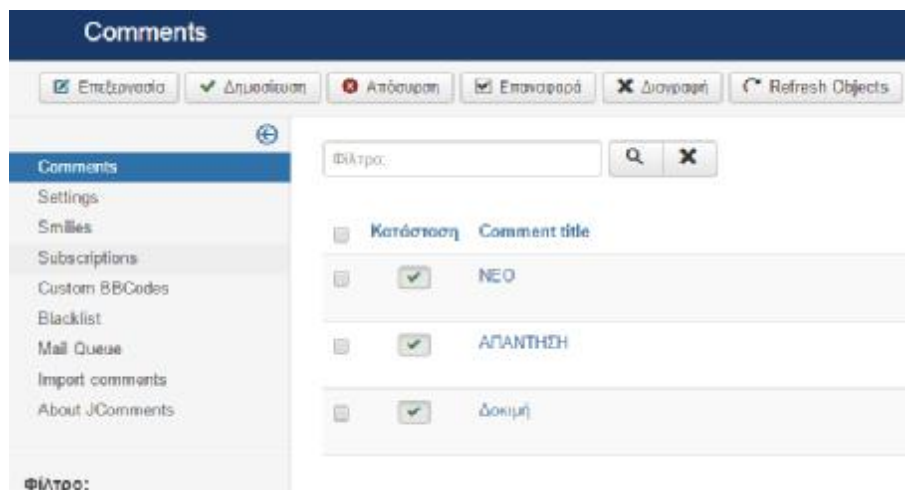 Comments
Επεξεργασία Δημοσίευση Απόσυρση Επαναφορά Διαγραφή Refresh Objects
Φίλτρο:
Comments
Settings
Smilies
Subscriptions
Custom BBCodes
Blacklist
Mail Queue
Import comments
About JComments
Φίλτρο:
Κατάσταση Comment title
ΝΕΟ
ΑΠΑΝΤΗΣΗ
Δοκιμή